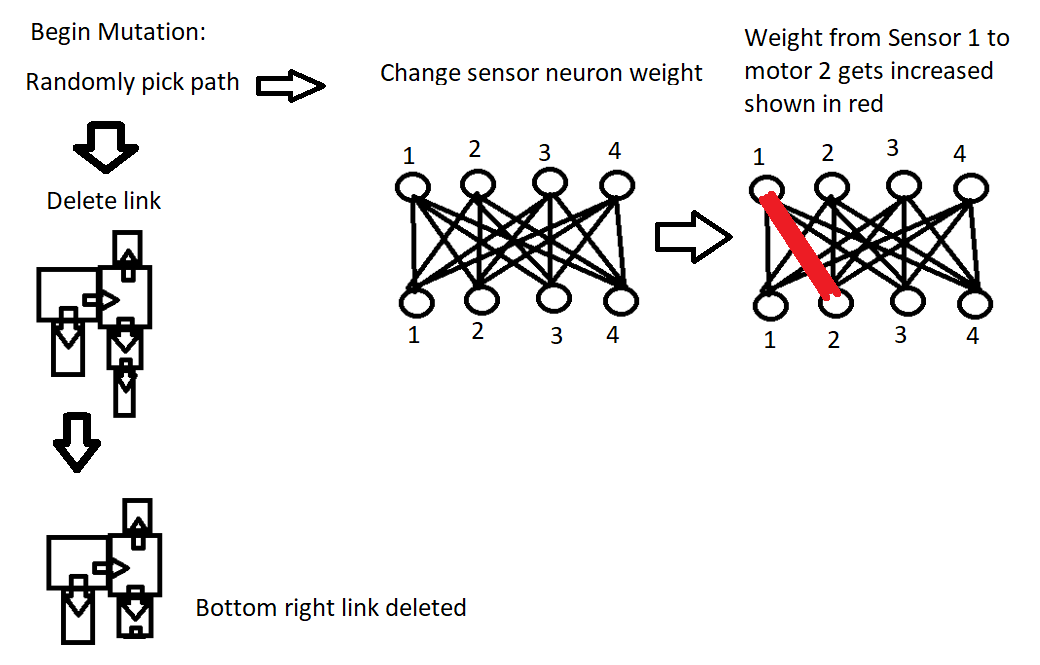 Begin Mutation:
Randomly pick path
Change sensor neuron weight
Weight from Sensor 1 to
motor 2 gets increased
shown in red
Delete link
1 2 3 4
1 2 3 4
1 2 3 4
1 2 3 4
Bottom right link deleted